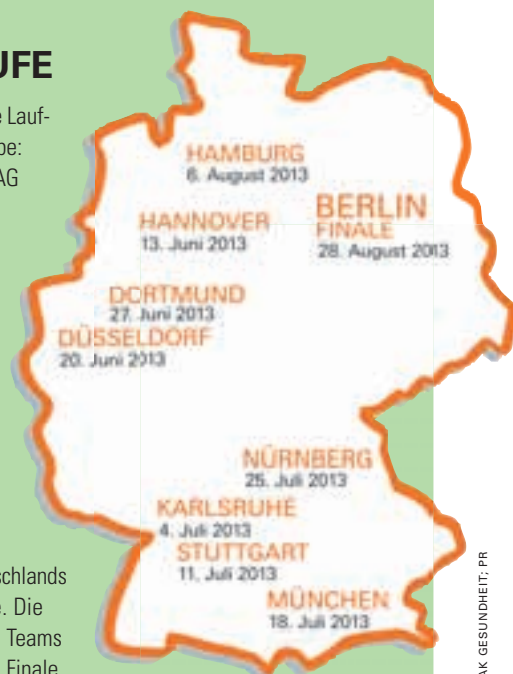 UFE
e Lauf-
pe:
AG
HAMBURG
6. August 2013
BERLIN
FINALE
28. August 2013
HANNOVER
13. Juni 2013
DORTMUND
27. Juni 2013
DÜSSELDORF
20. Juni 2013
NÜRNBERG
25. Juli 2013
KARLSRUHE
4. Juli 2013
STUTTGART
11. Juli 2013
MÜNCHEN
18. Juli 2013
schlands
e. Die
Teams
Finale
AK GESUNDHEIT; PR